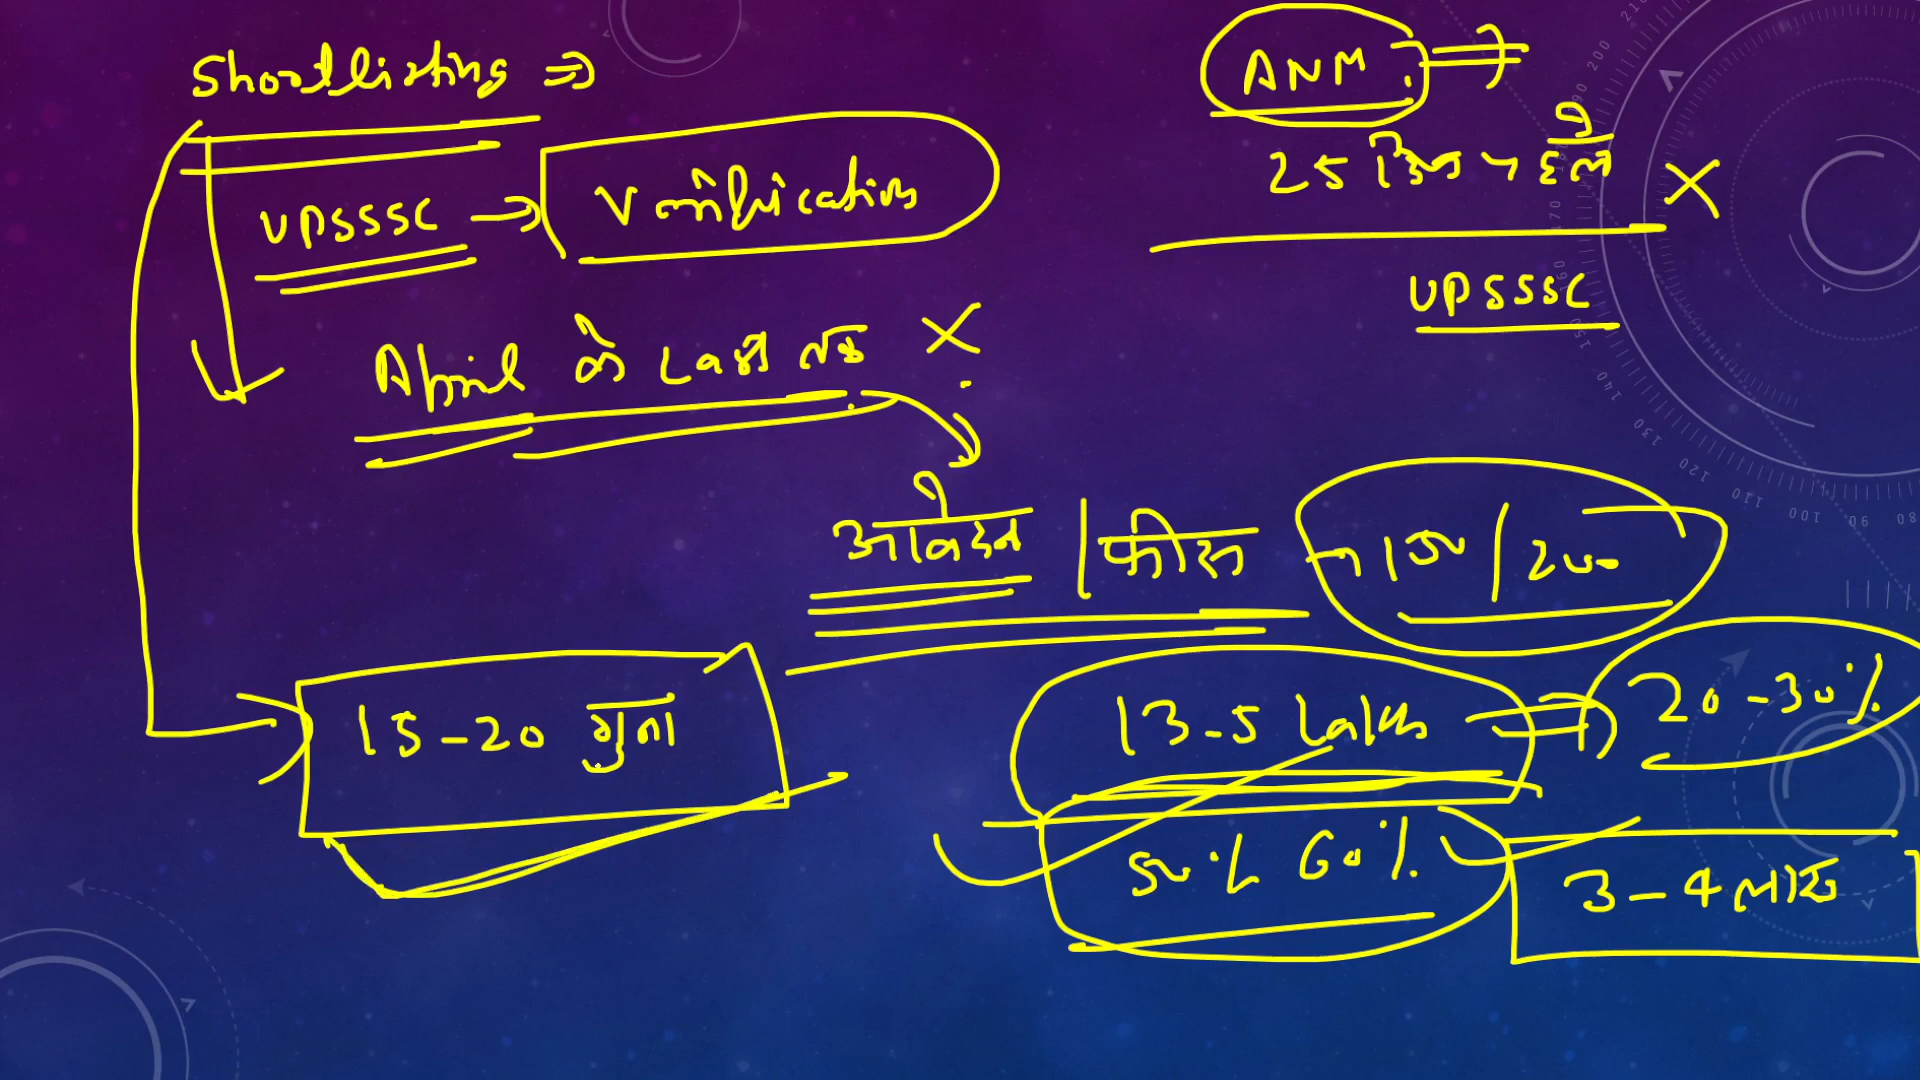 Shortlisting ⇒
ANM ⇒
25 दिन पहले ×
UPSSSC → Verification
UPSSSC
April के Last तक ×
आवेदन | फीस → 150 / 200
15-20 गुना
13-5 लाख ⇒ 20-30%
50% 60%
3-4 लाख